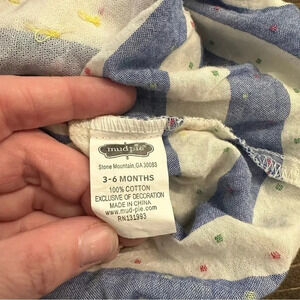 mudpie
Stone Mountain, GA 30083
3-6 MONTHS
100% COTTON
EXCLUSIVE OF DECORATION
MADE IN CHINA
www.mud-pie.com
RN131993